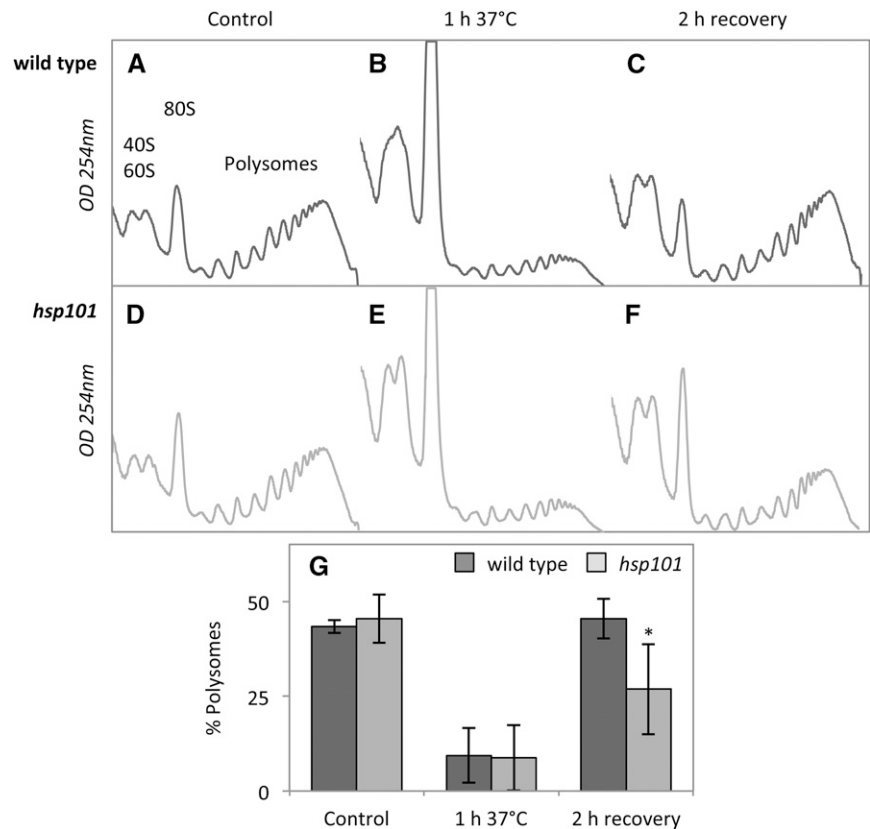 Control 1 h 37°C 2 h recovery
wild type
OD 254nm
A
B
C
80S
40S
60S
Polysomes
hsp101
OD 254nm
D
E
F
G
wild type hsp101
% Polysomes
50
25
0
*
Control 1 h 37°C 2 h recovery